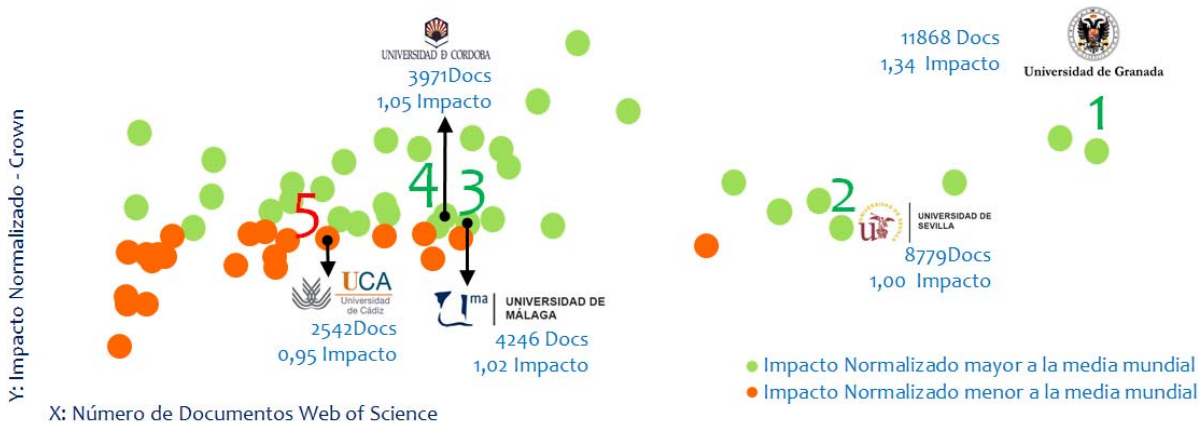 UNIVERSIDAD Ð CORDOBA
3971Docs
1,05 Impacto
11868 Docs
1,34 Impacto
Universidad de Granada
1
2
UNIVERSIDAD DE
SEVILLA
8779Docs
1,00 Impacto
4
3
5
UCA
Universidad
de Cádiz
2542Docs
0,95 Impacto
uma
UNIVERSIDAD DE
MÁLAGA
4246 Docs
1,02 Impacto
Impacto Normalizado mayor a la media mundial
Impacto Normalizado menor a la media mundial
Y: Impacto Normalizado - Crown
X: Número de Documentos Web of Science